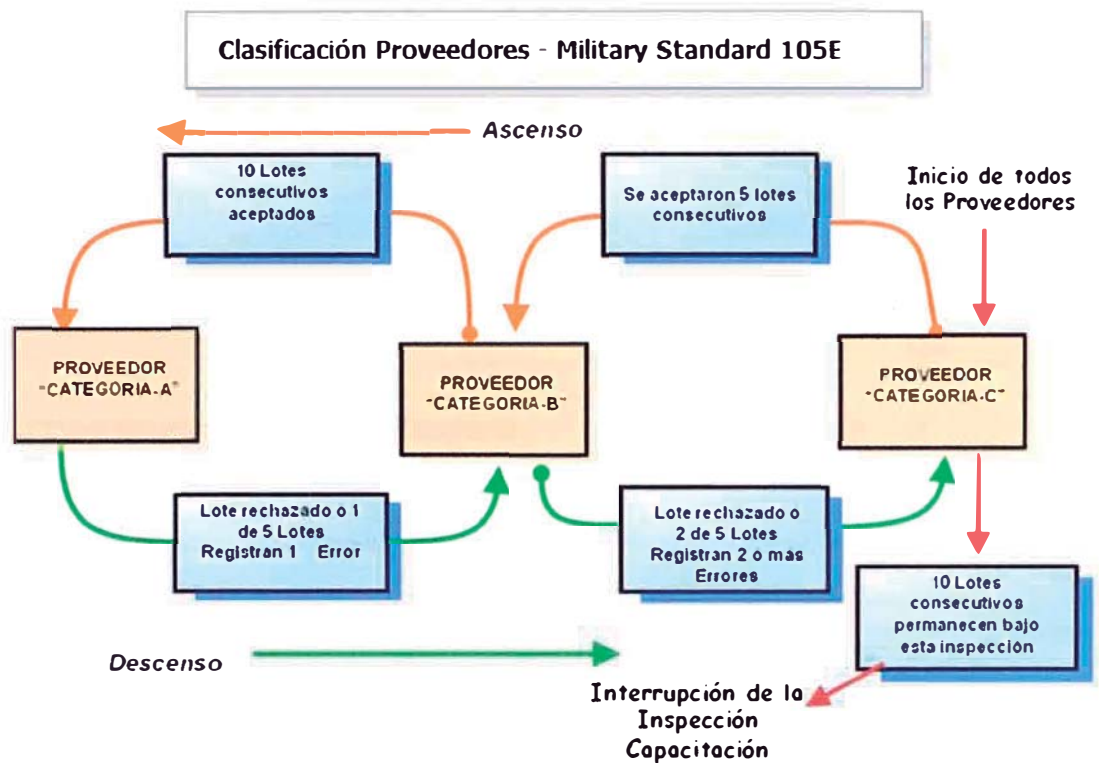 Clasificación Proveedores - Military Standard 105E
Ascenso
10 Lotes
consecutivos
aceptados
Se aceptaron 5 lotes
consecutivos
Inicio de todos
los Proveedores
PROVEEDOR
"CATEGORIA-A"
PROVEEDOR
"CATEGORIA-B"
PROVEEDOR
"CATEGORIA-C"
Lote rechazado ó 1
de 5 Lotes
Registran 1 Error
Lote rechazado ó
2 de 5 Lotes
Registran 2 ó más
Errores
10 Lotes
consecutivos
permanecen bajo
esta inspección
Descenso
Interrupción de la
Inspección
Capacitación